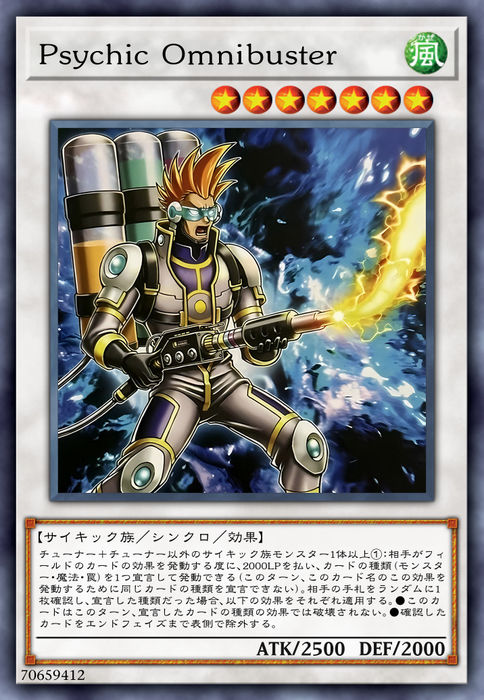 Psychic Omnibuster
風
かぜ
【サイキック族／シンクロ／効果】
チューナー＋チューナー以外のサイキック族モンスター1体以上①：相手がフィ
ールドのカードの効果を発動する度に、2000LPを払い、カードの種類(モンスタ
ー・魔法・罠)を1つ宣言して発動できる(このターン、このカード名のこの効果を
発動するために同じカードの種類を宣言できない)。相手の手札をランダムに1
枚確認し、宣言した種類だった場合、以下の効果をそれぞれ適用する。●このカ
ードはこのターン、宣言したカードの種類の効果では破壊されない。●確認した
カードをエンドフェイズまで表側で除外する。
ATK/2500 DEF/2000
70659412